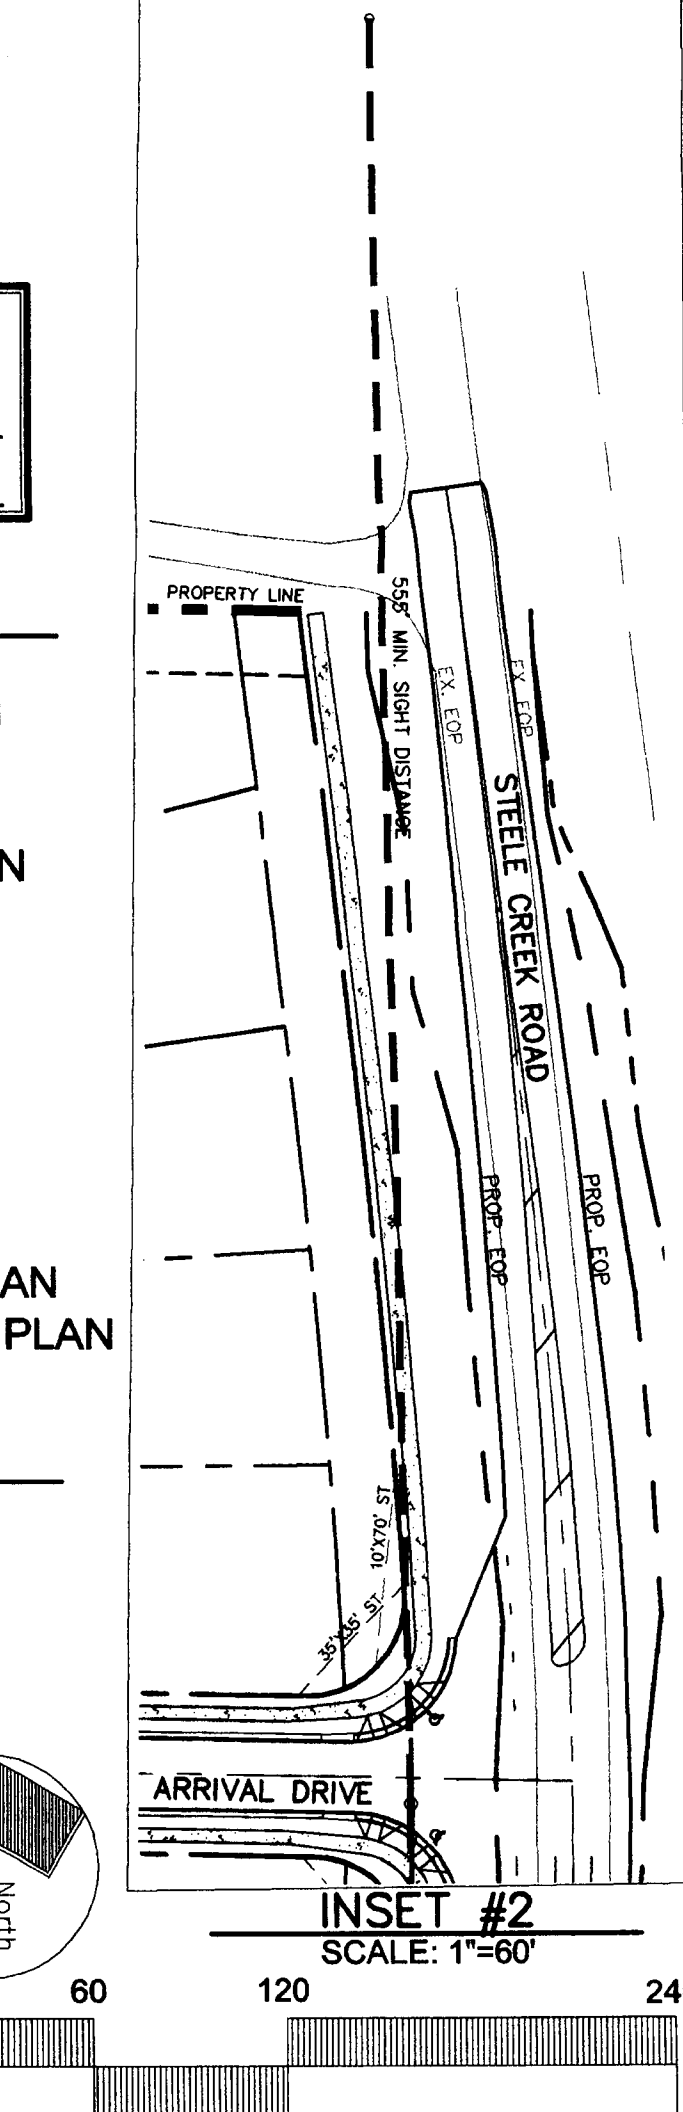 PROPERTY LINE
555' MIN. SIGHT DISTANCE
EX. EOP
EX. EOP
STEELE CREEK ROAD
N
PROP. EOP
PROP. EOP
AN
PLAN
10'X70' ST
35'X35' ST
ARRIVAL DRIVE
North
INSET #2
SCALE: 1"=60'
60 120 24